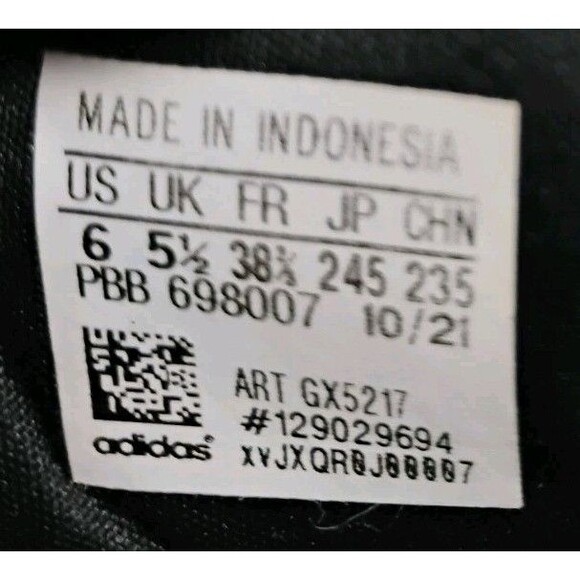 MADE IN INDONESIA
US UK FR JP CHN
6 5½ 38⅔ 245 235
PBB 698007 10/21
ART GX5217
#129029694
adidas
xvJXQR0J00007